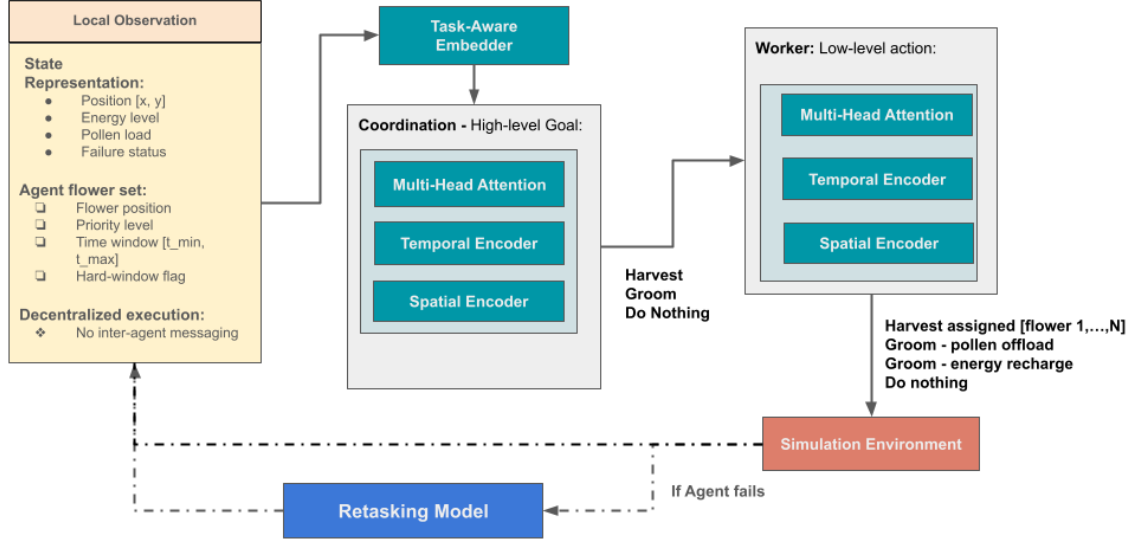 Local Observation
State
Representation:
● Position [x, y]
● Energy level
● Pollen load
● Failure status
Agent flower set:
❏ Flower position
❏ Priority level
❏ Time window [t_min,
t_max]
❏ Hard-window flag
Decentralized execution:
❖ No inter-agent messaging
Task-Aware
Embedder
Coordination - High-level Goal:
Multi-Head Attention
Temporal Encoder
Spatial Encoder
Harvest
Groom
Do Nothing
Worker: Low-level action:
Multi-Head Attention
Temporal Encoder
Spatial Encoder
Harvest assigned [flower 1,...,N]
Groom - pollen offload
Groom - energy recharge
Do nothing
Simulation Environment
If Agent fails
Retasking Model